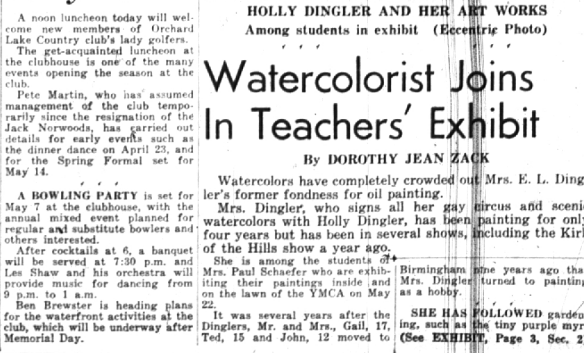 A noon luncheon today will wel-
come new members of Orchard
Lake Country club's lady golfers.
The get-acquainted luncheon at
the clubhouse is one of the many
events opening the season at the
club.
Pete Martin, who has assumed
management of the club tempo-
rarily since the resignation of the
Jack Norwoods, has carried out
details for early events such as
the dinner dance on April 23, and
for the Spring Formal set for
May 14.
A BOWLING PARTY is set for
May 7 at the clubhouse, with the
annual mixed event planned for
regular and substitute bowlers and
others interested.
After cocktails at 6, a banquet
will be served at 7:30 p.m. and
Les Shaw and his orchestra will
provide music for dancing from
9 p.m. to 1 a.m.
Ben Brewster is heading plans
for the waterfront activities at the
club, which will be underway after
Memorial Day.
HOLLY DINGLER AND HER ART WORKS
Among students in exhibit (Eccentric Photo)
Watercolorist Joins
In Teachers' Exhibit
By DOROTHY JEAN ZACK
Watercolors have completely crowded out Mrs. E. L. Ding
ler's former fondness for oil painting.
Mrs. Dingler, who signs all her gay circus and sceni
watercolors with Holly Dingler, has been painting for onl
four years but has been in several shows, including the Kirk
of the Hills show a year ago.
She is among the students of
Mrs. Paul Schaefer who are exhib-
iting their paintings inside and
on the lawn of the YMCA on May
22.
It was several years after the
Dinglers, Mr. and Mrs., Gail, 17,
Ted, 15 and John, 12 moved to
Birmingham nine years ago tha
Mrs. Dingler turned to painting
as a hobby.
SHE HAS FOLLOWED garden
ing, such as the tiny purple myr
(See EXHIBIT, Page 3, Sec. 2